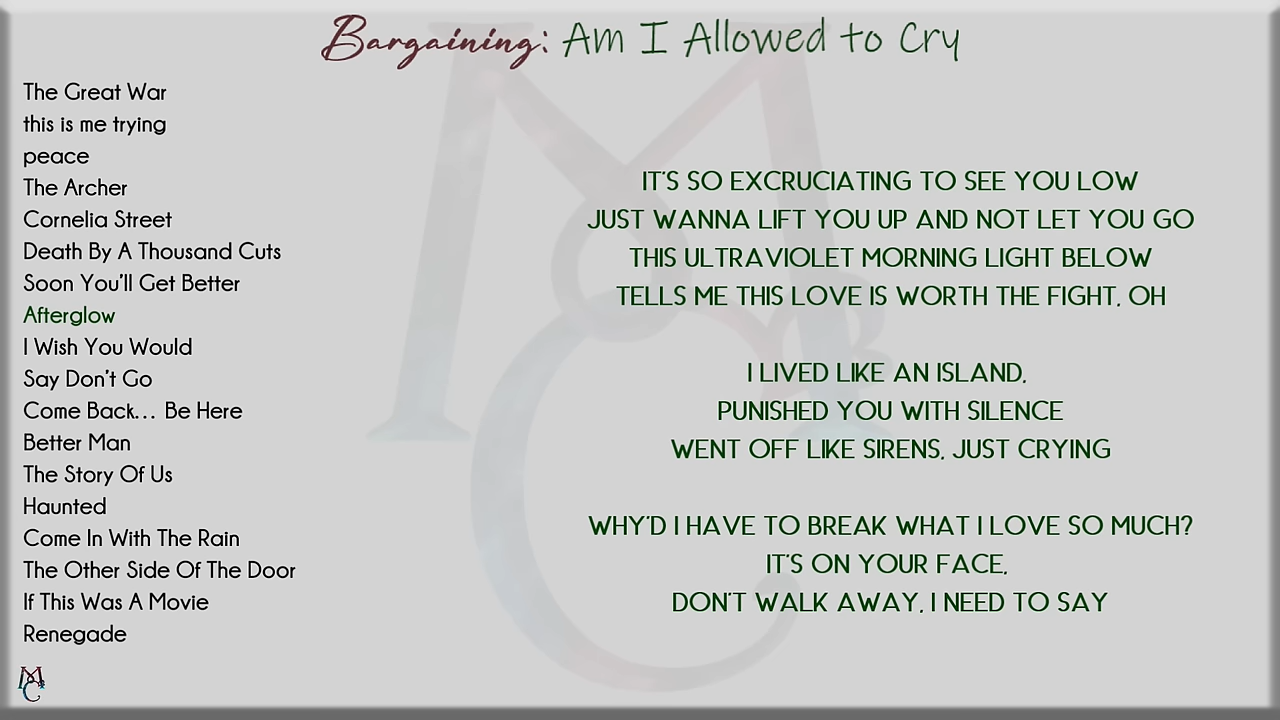 Bargaining: Am I Allowed to Cry
The Great War
this is me trying
peace
The Archer
Cornelia Street
Death By A Thousand Cuts
Soon You'll Get Better
Afterglow
I Wish You Would
Say Don't Go
Come Back... Be Here
Better Man
The Story Of Us
Haunted
Come In With The Rain
The Other Side Of The Door
If This Was A Movie
Renegade
IT'S SO EXCRUCIATING TO SEE YOU LOW
JUST WANNA LIFT YOU UP AND NOT LET YOU GO
THIS ULTRAVIOLET MORNING LIGHT BELOW
TELLS ME THIS LOVE IS WORTH THE FIGHT, OH
I LIVED LIKE AN ISLAND,
PUNISHED YOU WITH SILENCE
WENT OFF LIKE SIRENS, JUST CRYING
WHY'D I HAVE TO BREAK WHAT I LOVE SO MUCH?
IT'S ON YOUR FACE,
DON'T WALK AWAY, I NEED TO SAY